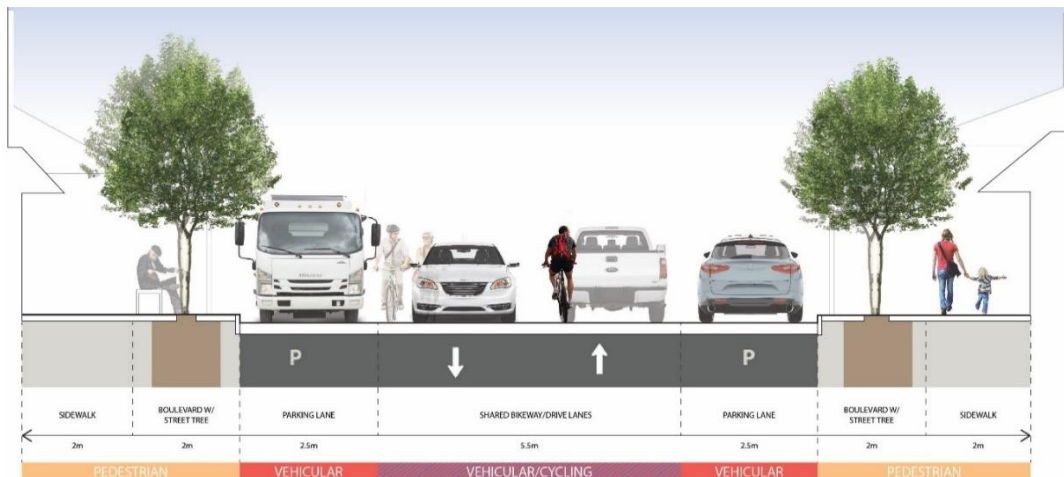 P
P
SIDEWALK
BOULEVARD W/
STREET TREE
PARKING LANE
SHARED BIKEWAY/DRIVE LANES
PARKING LANE
BOULEVARD W/
STREET TREE
SIDEWALK
2m
2m
2.5m
5.5m
2.5m
2m
2m
PEDESTRIAN
VEHICULAR
VEHICULAR/CYCLING
VEHICULAR
PEDESTRIAN